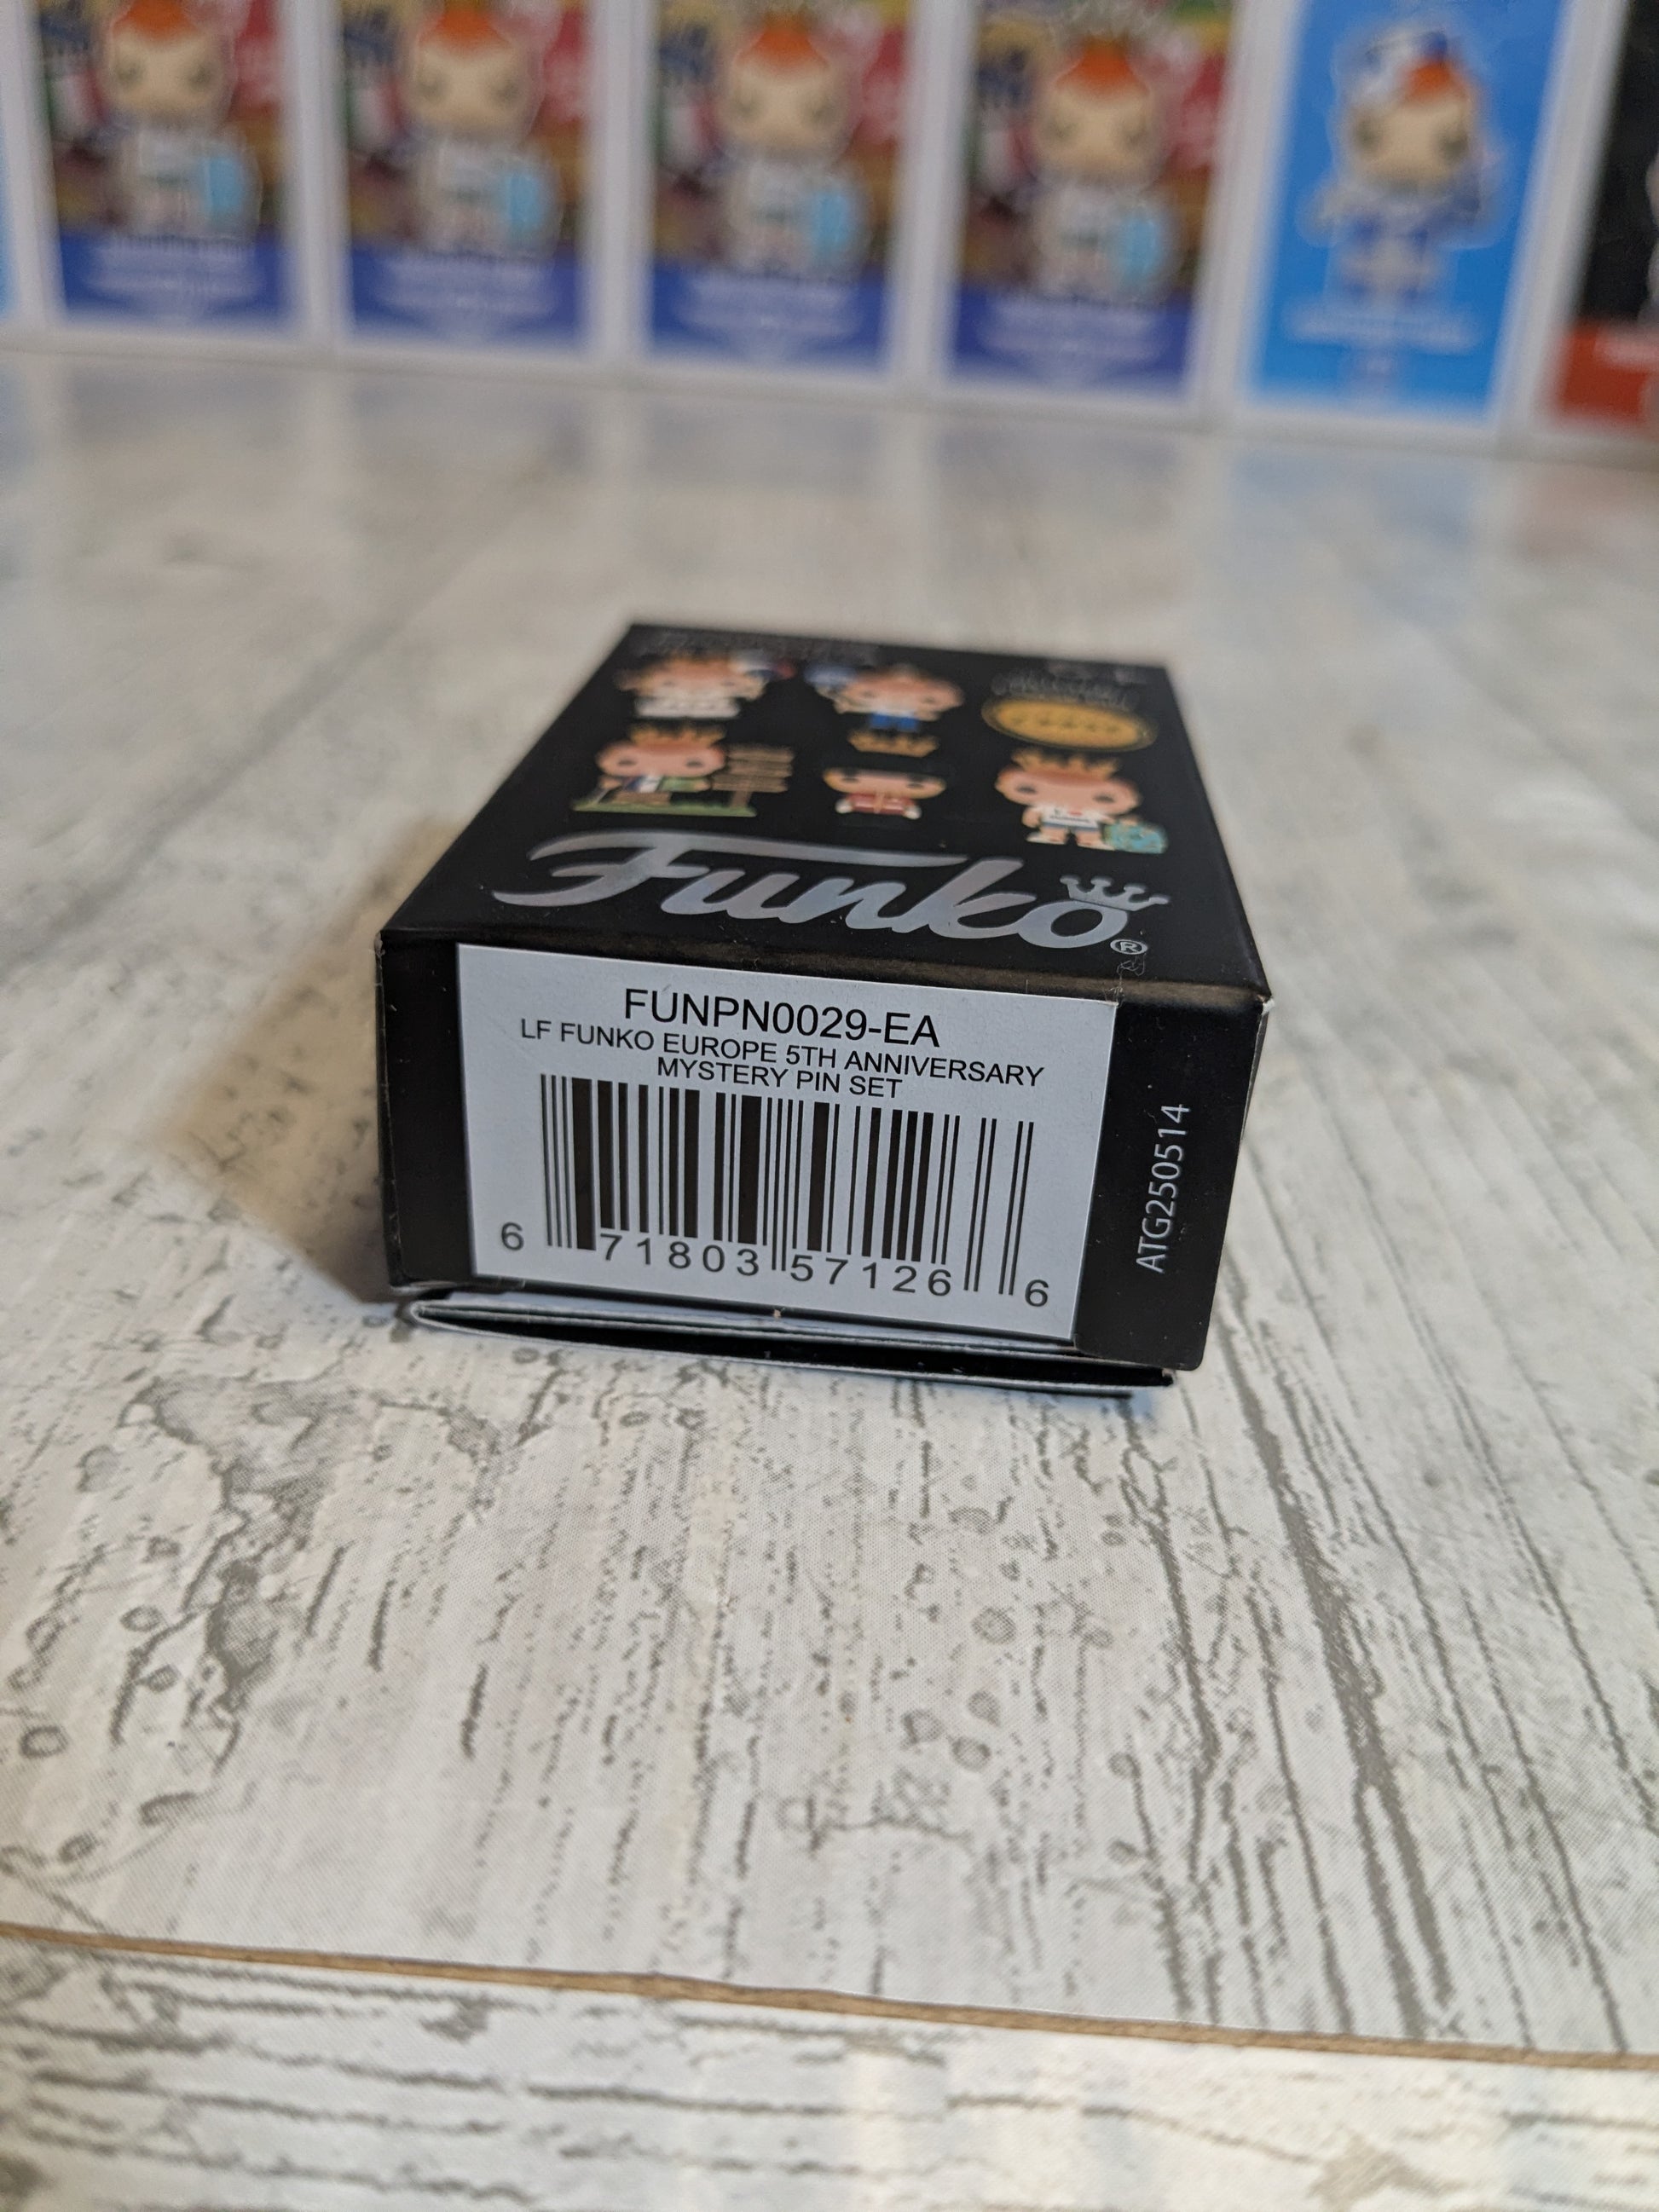 Funko®
FUNPN0029-EA
LF FUNKO EUROPE 5TH ANNIVERSARY
MYSTERY PIN SET
6 71803 57126 6
ATG250514